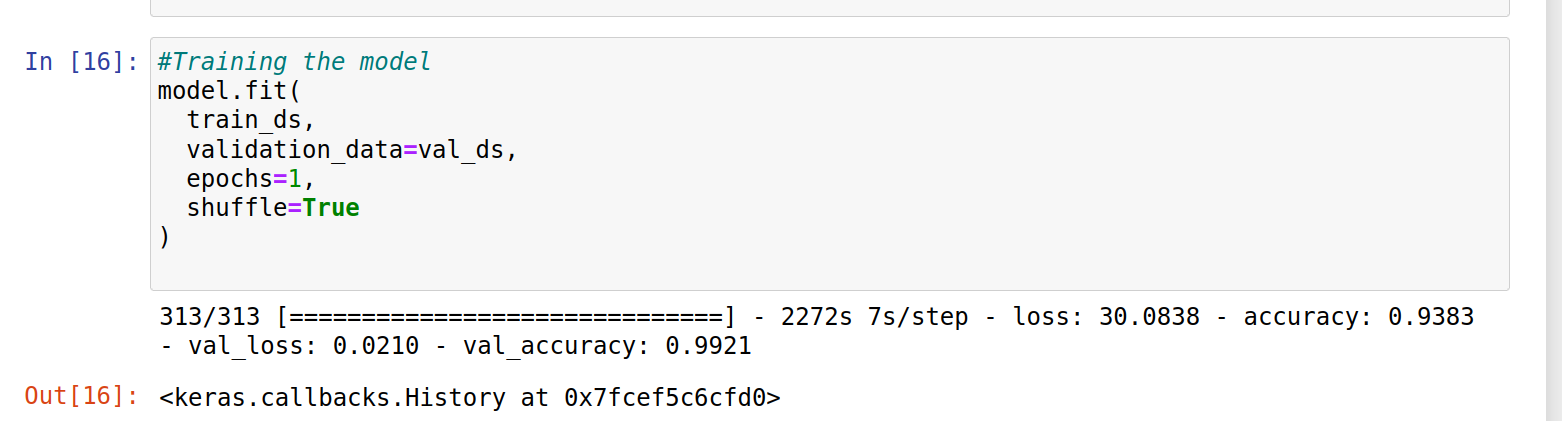 In [16]: #Training the model
model.fit(
  train_ds,
  validation_data=val_ds,
  epochs=1,
  shuffle=True
)
313/313 [==============================] - 2272s 7s/step - loss: 30.0838 - accuracy: 0.9383
- val_loss: 0.0210 - val_accuracy: 0.9921
Out[16]: <keras.callbacks.History at 0x7fcef5c6cfd0>